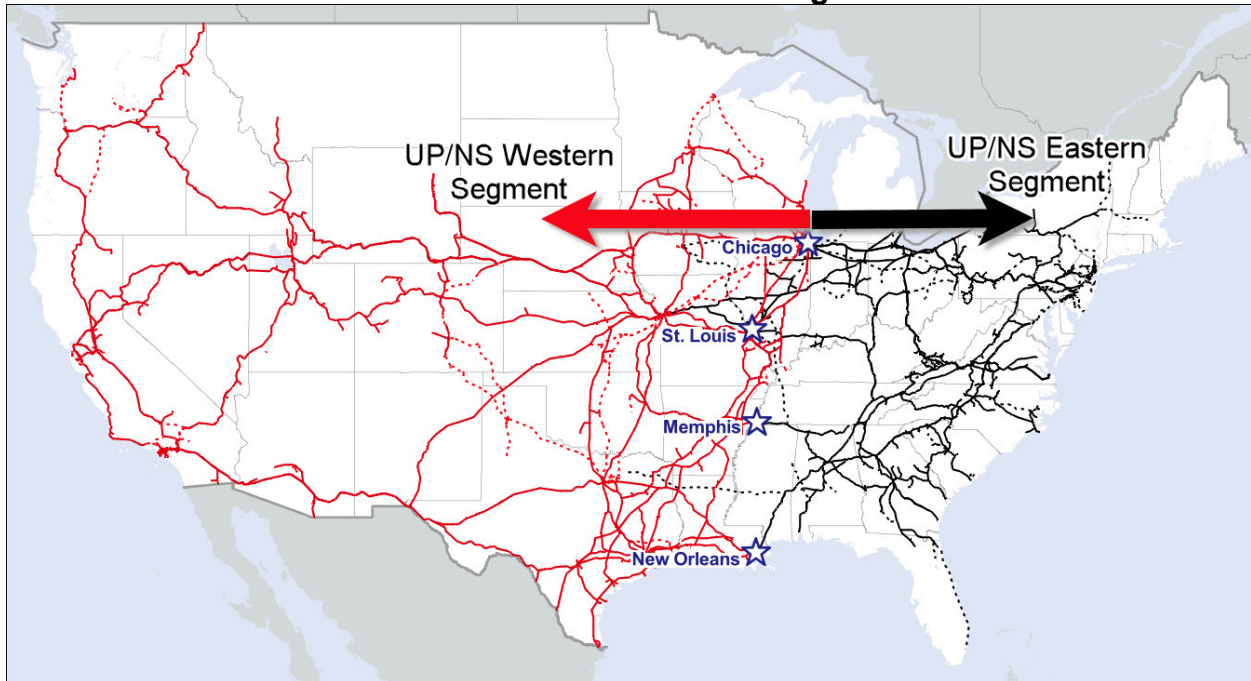 UP/NS Western
Segment
UP/NS Eastern
Segment
Chicago
St. Louis
Memphis
New Orleans